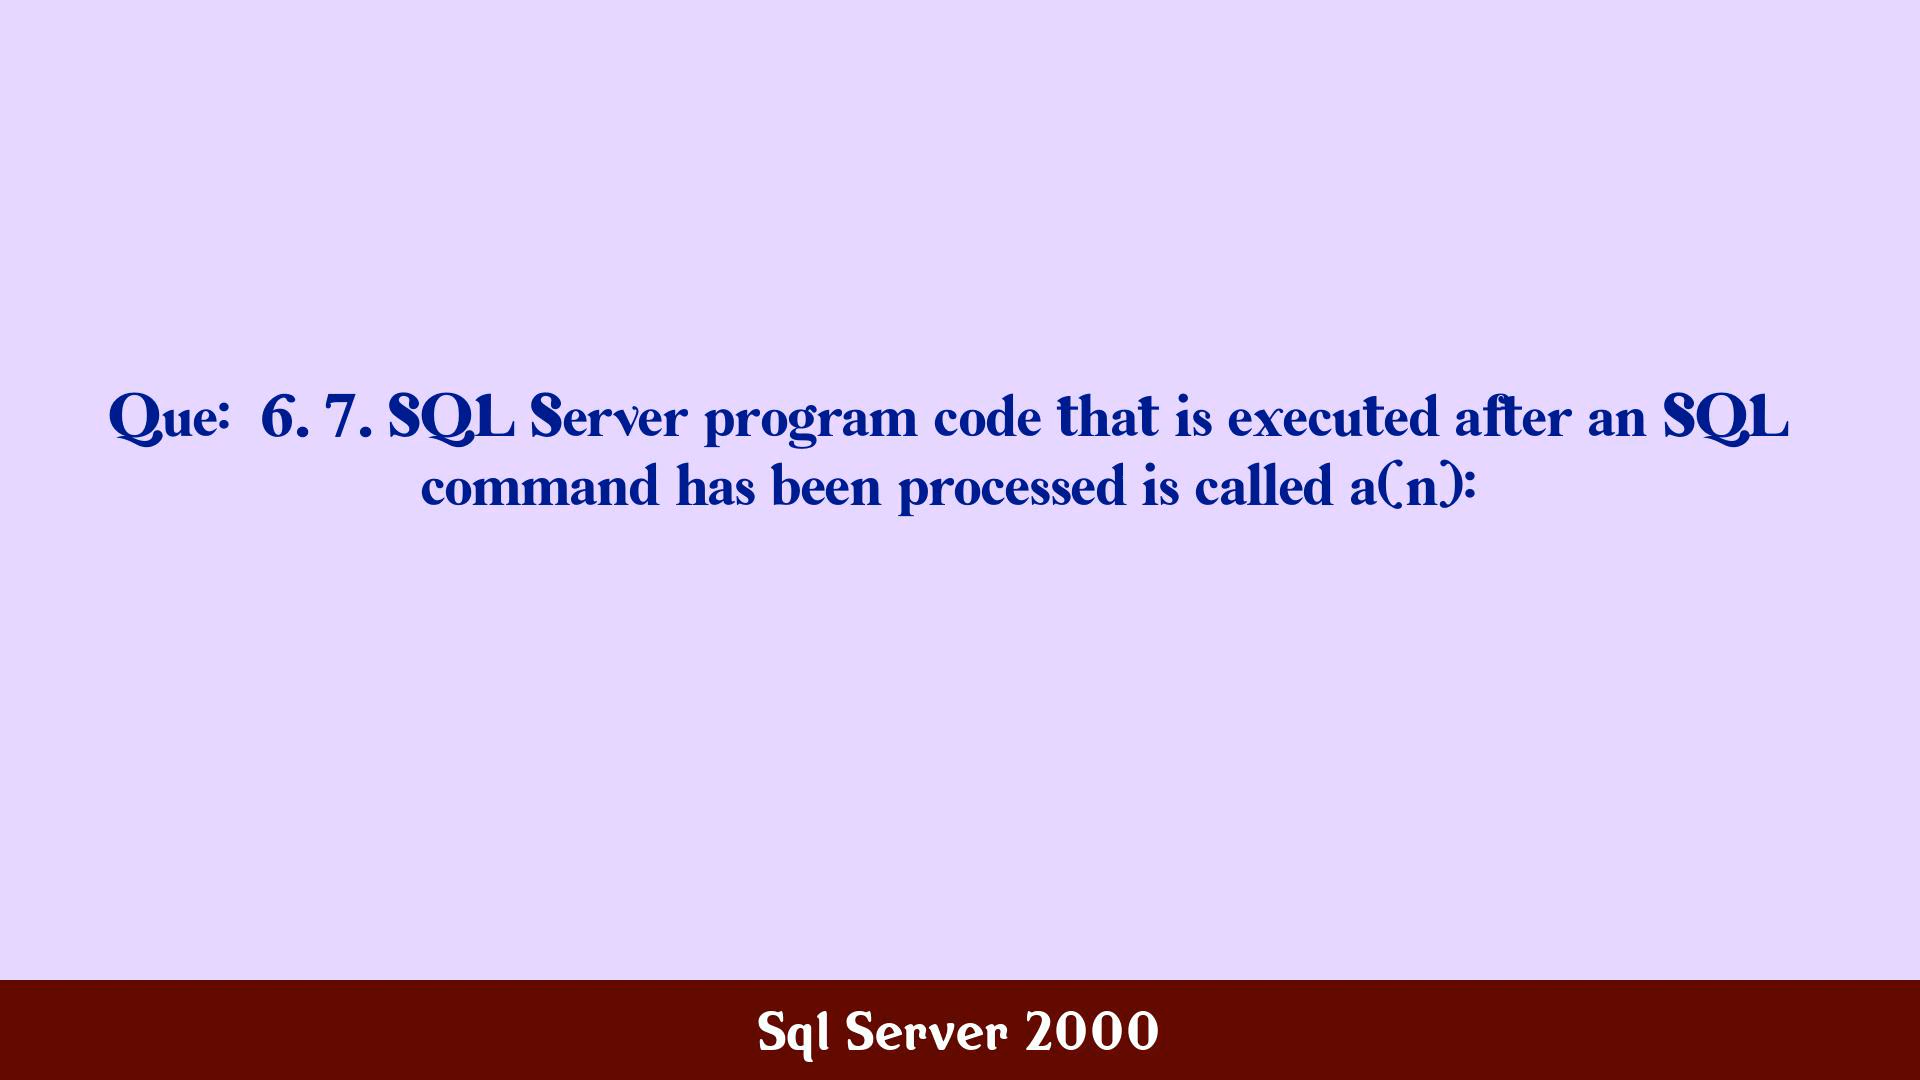 Que:  6. 7. SQL Server program code that is executed after an SQL
command has been processed is called a(n):
Sql Server 2000